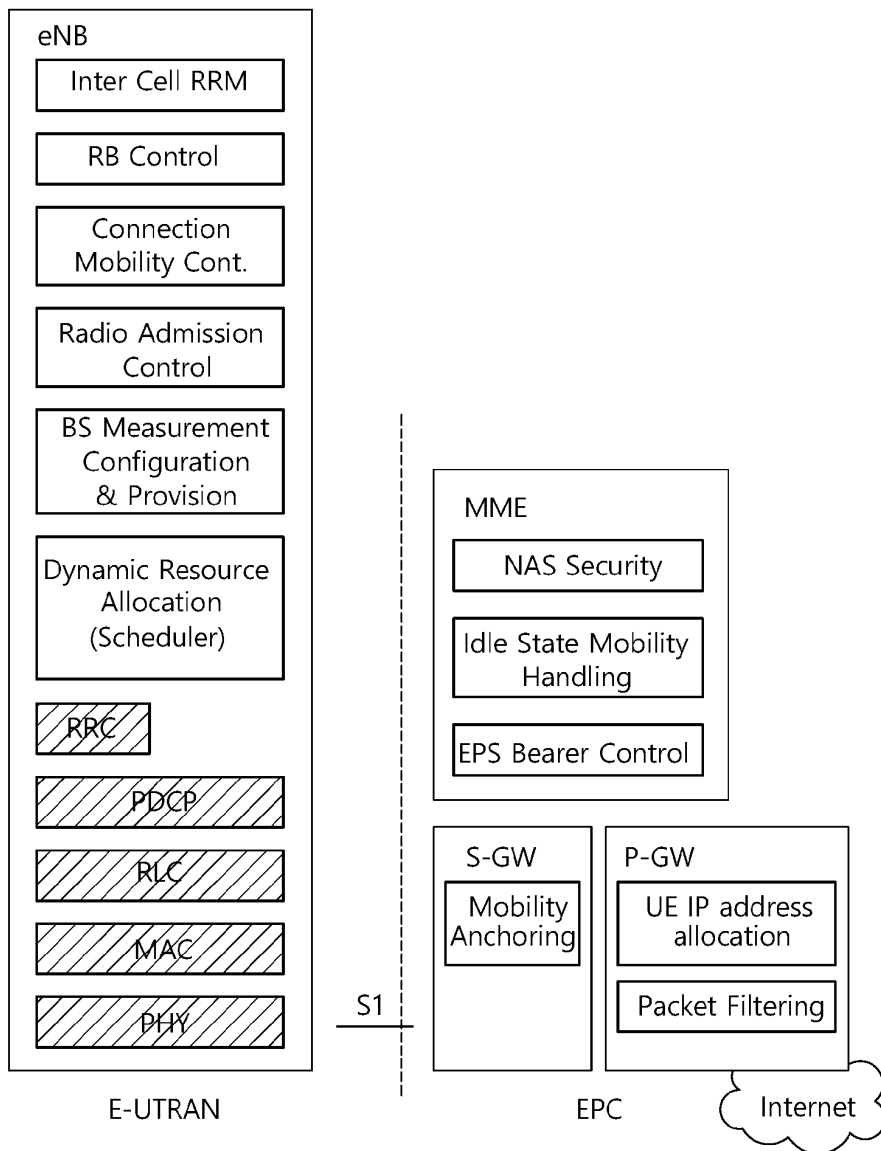 eNB
Inter Cell RRM
RB Control
Connection
Mobility Cont.
Radio Admission
Control
BS Measurement
Configuration
& Provision
Dynamic Resource
Allocation
(Scheduler)
RRC
PDCP
RLC
MAC
PHY
E-UTRAN
S1
MME
NAS Security
Idle State Mobility
Handling
EPS Bearer Control
S-GW
Mobility
Anchoring
P-GW
UE IP address
allocation
Packet Filtering
EPC
Internet